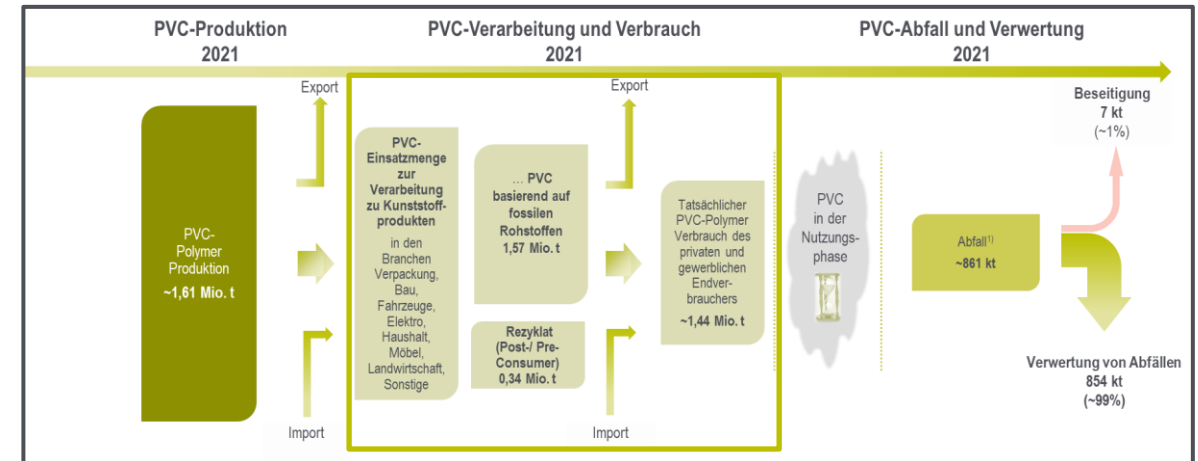 PVC-Produktion
2021
PVC-Verarbeitung und Verbrauch
2021
PVC-Abfall und Verwertung
2021
Export
Export
Beseitigung
7 kt
(~1%)
PVC-
Polymer
Produktion
~1,61 Mio. t
PVC-
Einsatzmenge
zur
Verarbeitung
zu Kunststoff-
produkten
in den
Branchen
Verpackung,
Bau,
Fahrzeuge,
Elektro,
Haushalt,
Möbel,
Landwirtschaft,
Sonstige
... PVC
basierend auf
fossilen
Rohstoffen
1,57 Mio. t
Rezyklat
(Post-/ Pre-
Consumer)
0,34 Mio. t
Tatsächlicher
PVC-Polymer
Verbrauch des
privaten und
gewerblichen
Endver-
brauchers
~1,44 Mio. t
PVC
in der
Nutzungs-
phase
Abfall1)
~861 kt
Verwertung von Abfällen
854 kt
(~99%)
Import
Import